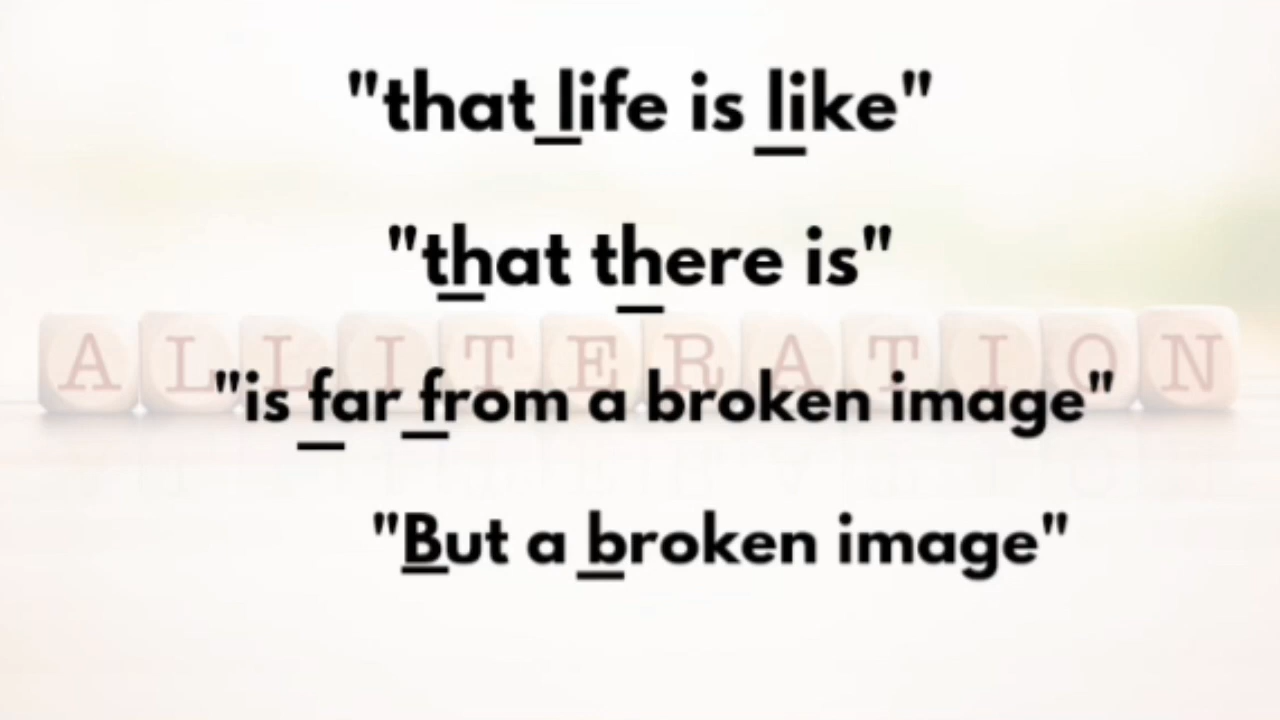 "that life is like"
"that there is"
ALLITERATION
"is far from a broken image"
"But a broken image"